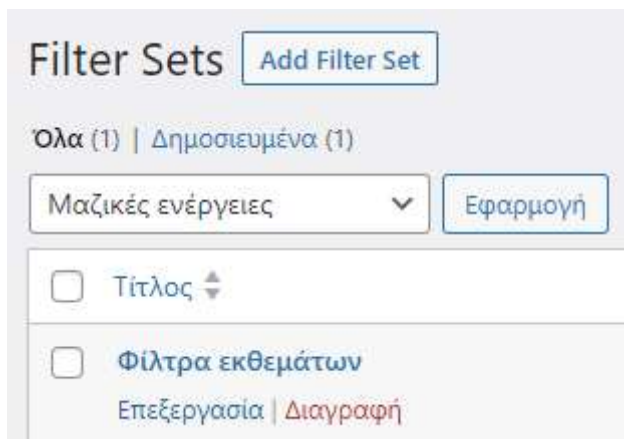 Filter Sets Add Filter Set
Όλα (1) | Δημοσιευμένα (1)
Μαζικές ενέργειες Εφαρμογή
Τίτλος
Φίλτρα εκθεμάτων
Επεξεργασία | Διαγραφή